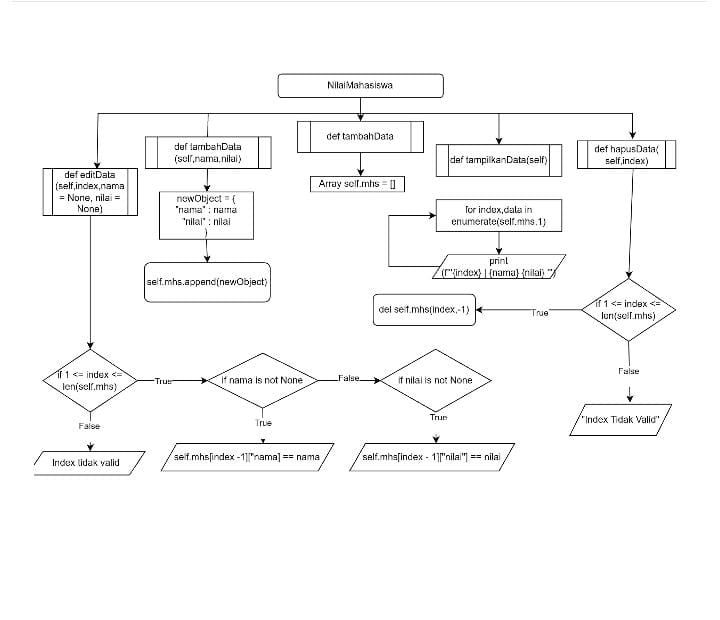 NilaiMahasiswa
def editData
(self,index,nama
= None, nilai =
None)
def tambahData
(self,nama,nilai)
def tambahData
def tampilkanData(self)
def hapusData(
self,index)
newObject = {
"nama" : nama
"nilai" : nilai
)
Array self.mhs = []
for index,data in
enumerate(self.mhs.1)
self.mhs.append(newObject)
print
(f"{index} | {nama} {nilai} ")
del self.mhs(index,-1)
True
if 1 <= index <=
len(self.mhs)
False
"Index Tidak Valid"
if 1 <= index <=
len(self,mhs)
True
if nama is not None
False
if nilai is not None
False
True
True
Index tidak valid
self.mhs[index -1]["nama] == nama
self.mhs[index - 1]["nilai"] == nilai